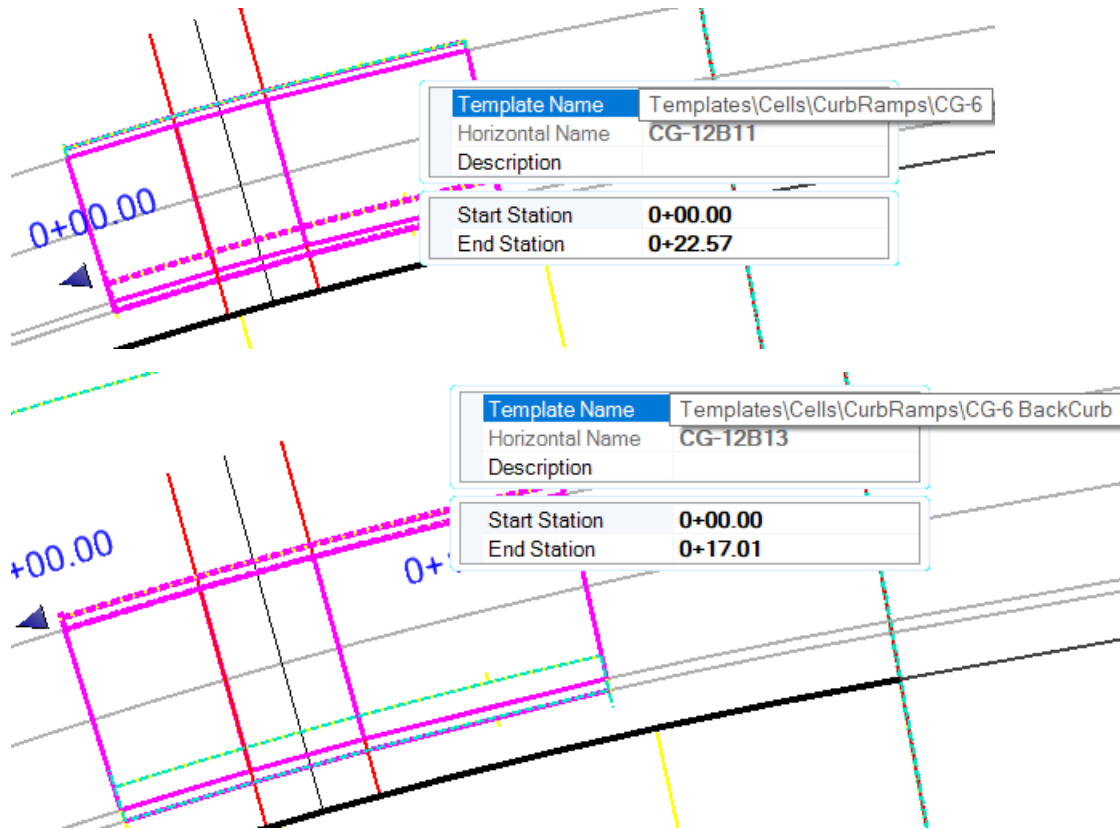 Template Name Templates\Cells\CurbRamps\CG-6
Horizontal Name CG-12B11
Description
0+00.00
Start Station 0+00.00
End Station 0+22.57
Template Name Templates\Cells\CurbRamps\CG-6 BackCurb
Horizontal Name CG-12B13
Description
+00.00
0+
Start Station 0+00.00
End Station 0+17.01